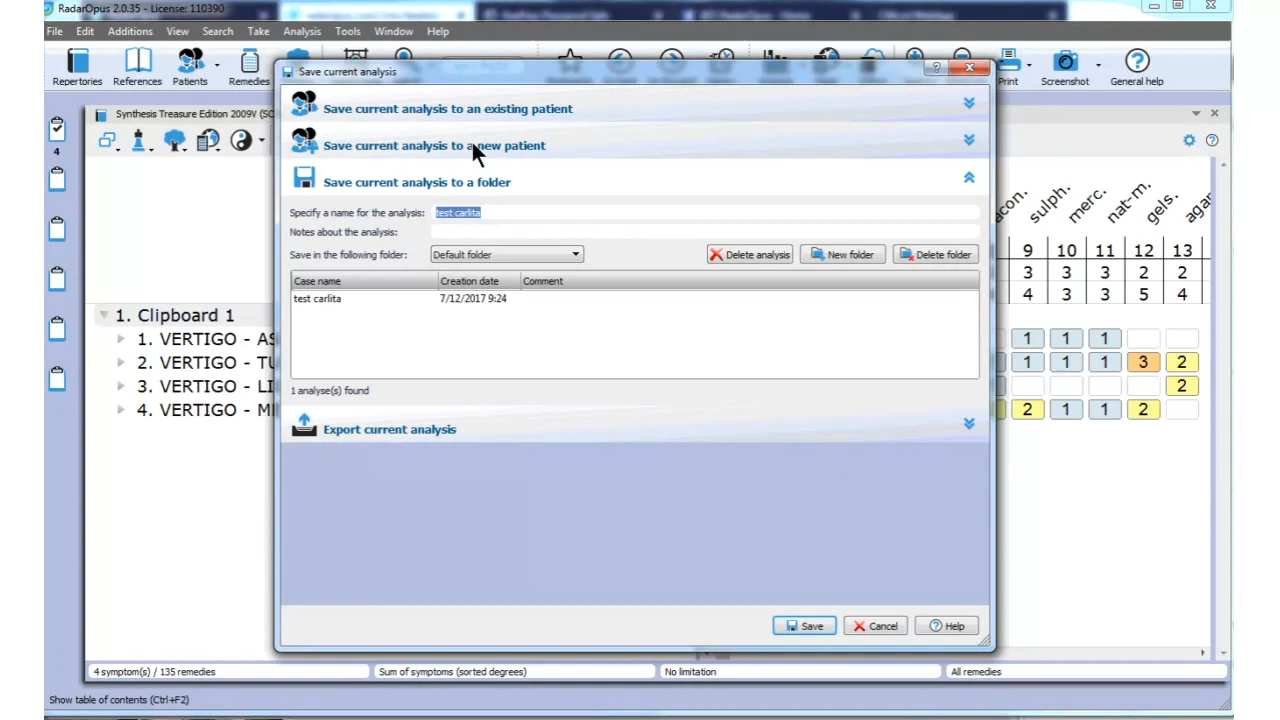 RadarOpus 2.0.35 - License: 110390
File Edit Additions View Search Take Analysis Tools Window Help
Repertories References Patients Remedies Print Screenshot General help
Save current analysis
Synthesis Treasure Edition 2009V (SC
Save current analysis to an existing patient
4
Save current analysis to a new patient
Save current analysis to a folder
Specify a name for the analysis: test carlita
Notes about the analysis:
Save in the following folder: Default folder Delete analysis New folder Delete folder
Case name Creation date Comment
test carlita 7/12/2017 9:24
1 analyse(s) found
Export current analysis
Save Cancel Help
acon. sulph. merc. nat-m. gels. agar
9 10 11 12 13
3 3 3 2 2
4 3 3 5 4
1. Clipboard 1
1. VERTIGO - AS 1 1 1
2. VERTIGO - TU 1 1 1 3 2
3. VERTIGO - LI 2
4. VERTIGO - M 2 1 1 2
4 symptom(s) / 135 remedies Sum of symptoms (sorted degrees) No limitation All remedies
Show table of contents (Ctrl+F2)